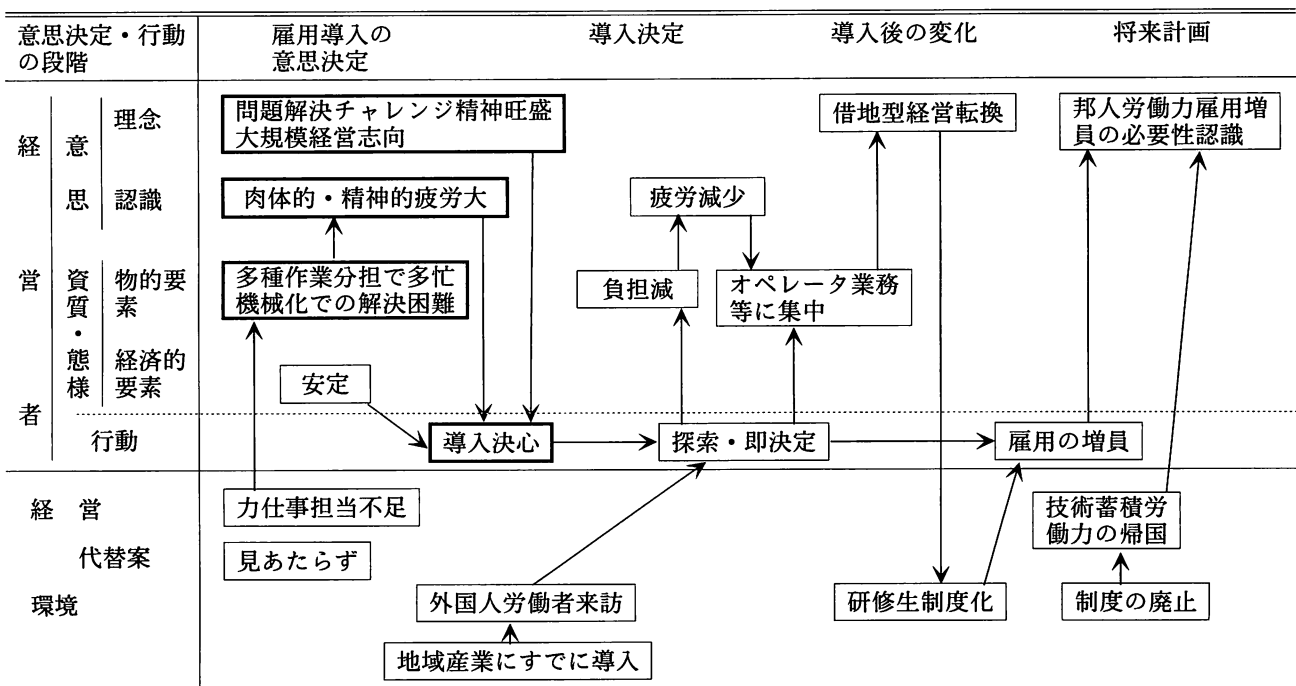 意思決定・行動
の段階
雇用導入の
意思決定
導入決定
導入後の変化
将来計画
経営者
意思
理念
問題解決チャレンジ精神旺盛
大規模経営志向
借地型経営転換
邦人労働力雇用増
員の必要性認識
認識
肉体的・精神的疲労大
疲労減少
資質・態様
物的要
素
多種作業分担で多忙
機械化での解決困難
負担減
オペレータ業務
等に集中
経済的
要素
安定
行動
導入決心
探索・即決定
雇用の増員
経 営
力仕事担当不足
技術蓄積労
働力の帰国
代替案
見あたらず
環境
外国人労働者来訪
研修生制度化
制度の廃止
地域産業にすでに導入